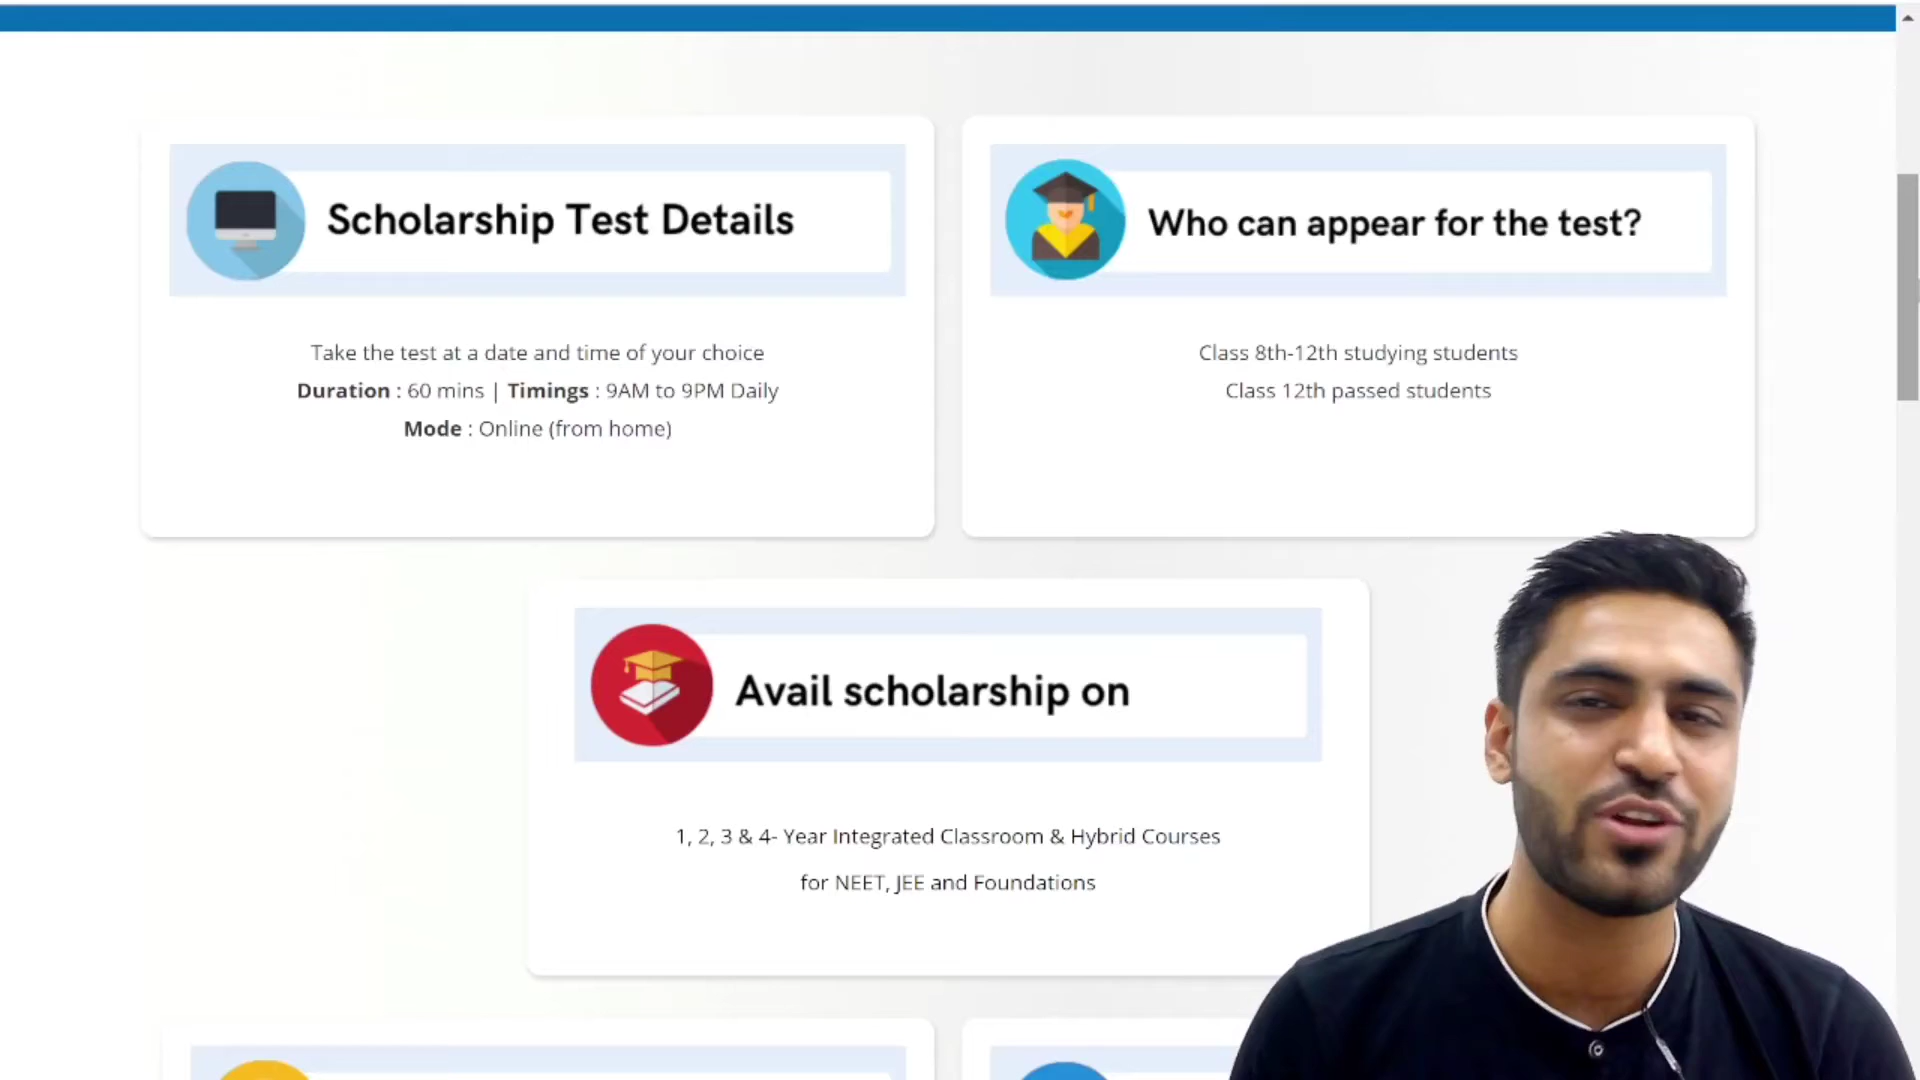 Scholarship Test Details
Take the test at a date and time of your choice
Duration : 60 mins | Timings : 9AM to 9PM Daily
Mode : Online (from home)
Who can appear for the test?
Class 8th-12th studying students
Class 12th passed students
Avail scholarship on
1, 2, 3 & 4- Year Integrated Classroom & Hybrid Courses
for NEET, JEE and Foundations